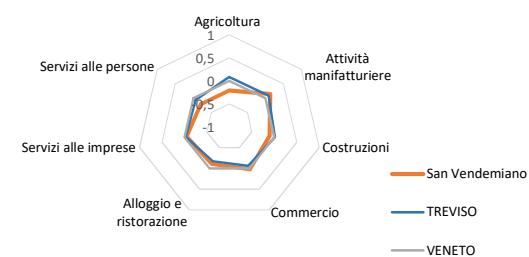 1
Agricoltura
0,5
Attività
manifatturiere
Servizi alle persone
0
-0,5
-1
Servizi alle imprese
Costruzioni
San Vendemiano
Alloggio e
ristorazione
Commercio
TREVISO
VENETO